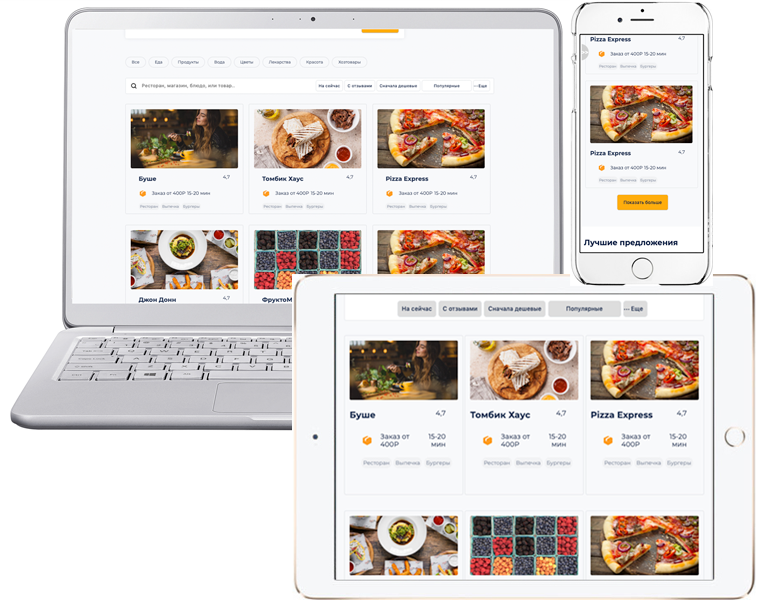 Все Еда Продукты Вода Цветы Лекарства Красота Хозтовары
Ресторан, магазин, блюдо, или товар.. На сейчас С отзывами Сначала дешевые Популярные ··· Еще
Буше 4,7
Заказ от 400Р 15-20 мин
Ресторан Выпечка Бургеры
Томбик Хаус 4,7
Заказ от 400Р 15-20 мин
Ресторан Выпечка Бургеры
Pizza Express 4,7
Заказ от 400Р 15-20 мин
Ресторан Выпечка Бургеры
Джон Донн 4,7
ФруктоМ
Pizza Express 4,7
Заказ от 400Р 15-20 мин
Ресторан Выпечка Бургеры
Pizza Express 4,7
Заказ от 400Р 15-20 мин
Ресторан Выпечка Бургеры
Показать больше
Лучшие предложения
На сейчас С отзывами Сначала дешевые Популярные ··· Еще
Буше 4,7
Заказ от 15-20
400Р мин
Ресторан Выпечка Бургеры
Томбик Хаус 4,7
Заказ от 15-20
400Р мин
Ресторан Выпечка Бургеры
Pizza Express 4,7
Заказ от 15-20
400Р мин
Ресторан Выпечка Бургеры